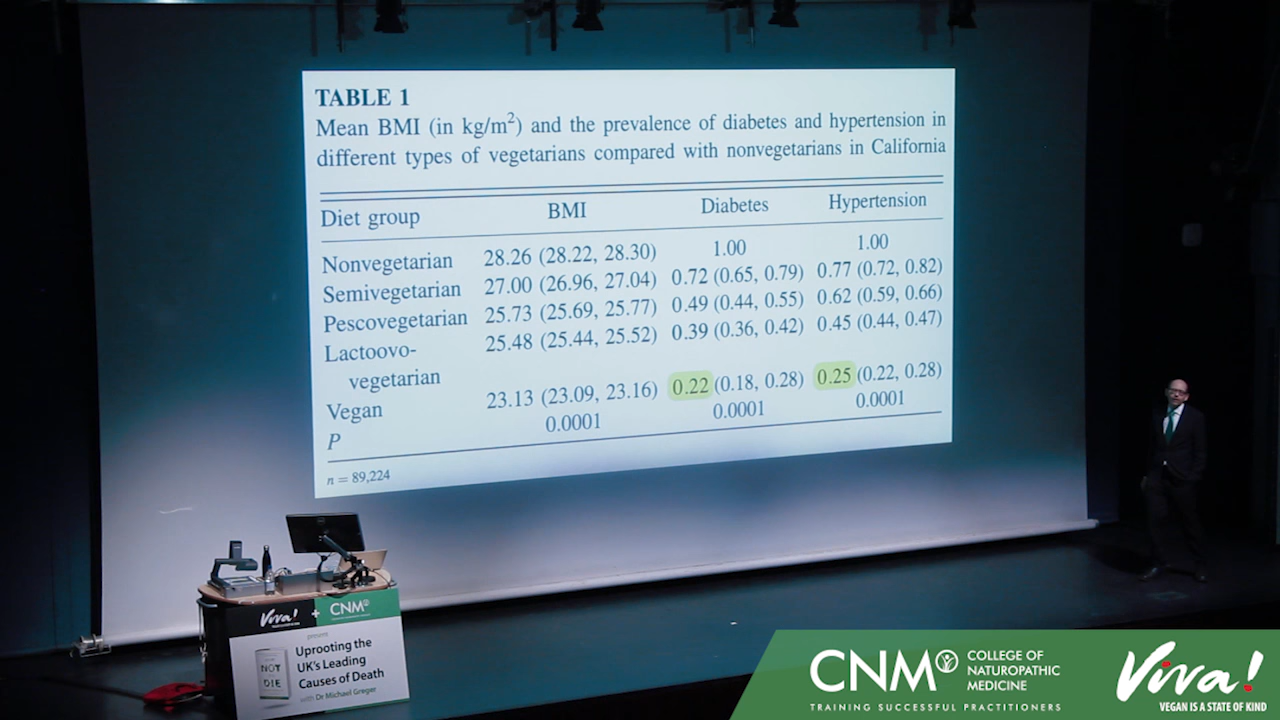 TABLE 1
Mean BMI (in kg/m²) and the prevalence of diabetes and hypertension in
different types of vegetarians compared with nonvegetarians in California
Diet group BMI Diabetes Hypertension
Nonvegetarian 28.26 (28.22, 28.30) 1.00 1.00
Semivegetarian 27.00 (26.96, 27.04) 0.72 (0.65, 0.79) 0.77 (0.72, 0.82)
Pescovegetarian 25.73 (25.69, 25.77) 0.49 (0.44, 0.55) 0.62 (0.59, 0.66)
Lactoovo- 25.48 (25.44, 25.52) 0.39 (0.36, 0.42) 0.45 (0.44, 0.47)
vegetarian
Vegan 23.13 (23.09, 23.16) 0.22 (0.18, 0.28) 0.25 (0.22, 0.28)
P 0.0001 0.0001 0.0001
n = 89,224
Viva! + CNM
present
Uprooting the
UK's Leading
Causes of Death
with Dr Michael Greger
NOT
DIE
CNM COLLEGE OF
NATUROPATHIC
MEDICINE
TRAINING SUCCESSFUL PRACTITIONERS
Viva!
VEGAN IS A STATE OF KIND